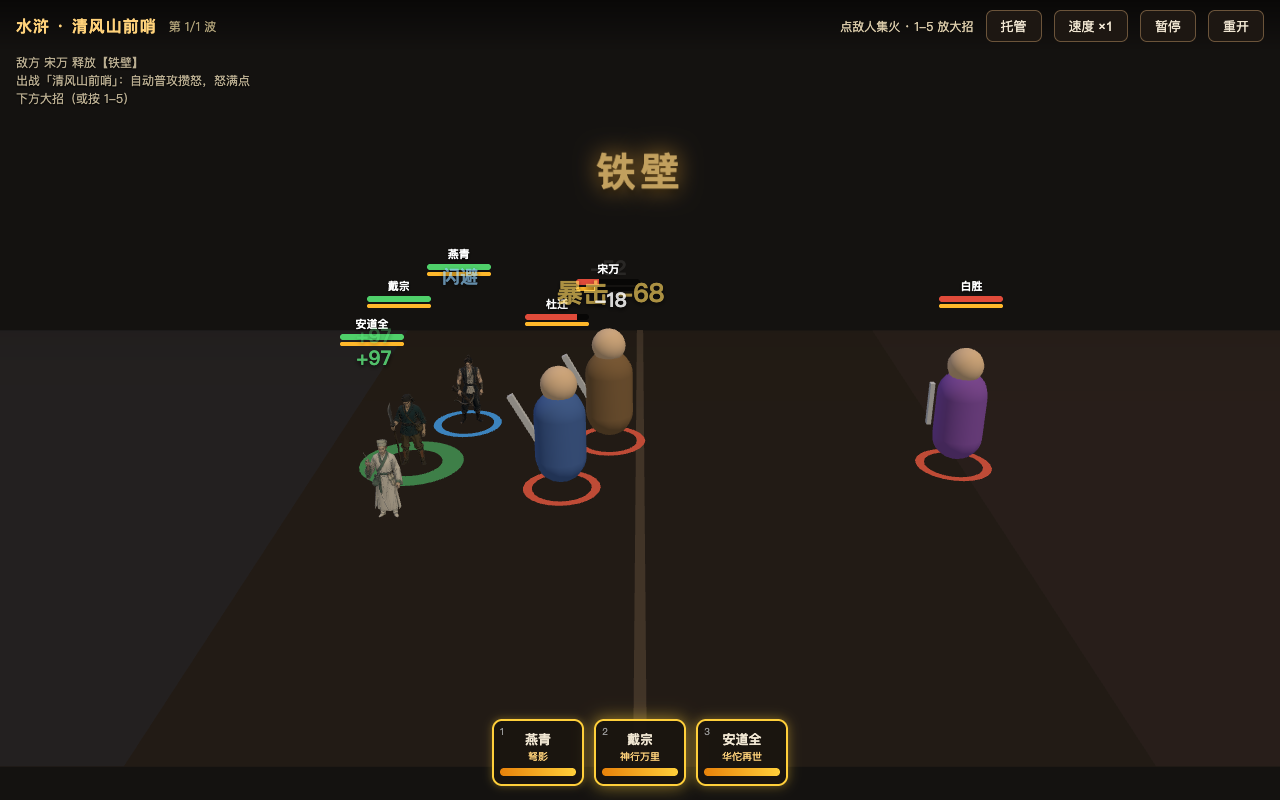 水浒 · 清风山前哨 第 1/1 波
点敌人集火 · 1–5 放大招 托管 速度 ×1 暂停 重开
敌方 宋万 释放【铁壁】
出战「清风山前哨」：自动普攻攒怒，怒满点
下方大招（或按 1–5）
铁壁
燕青
闪避
宋万
戴宗
白胜
暴击 -68
-18
杜迁
安道全
+97
+97
1 燕青 弩影
2 戴宗 神行万里
3 安道全 华佗再世